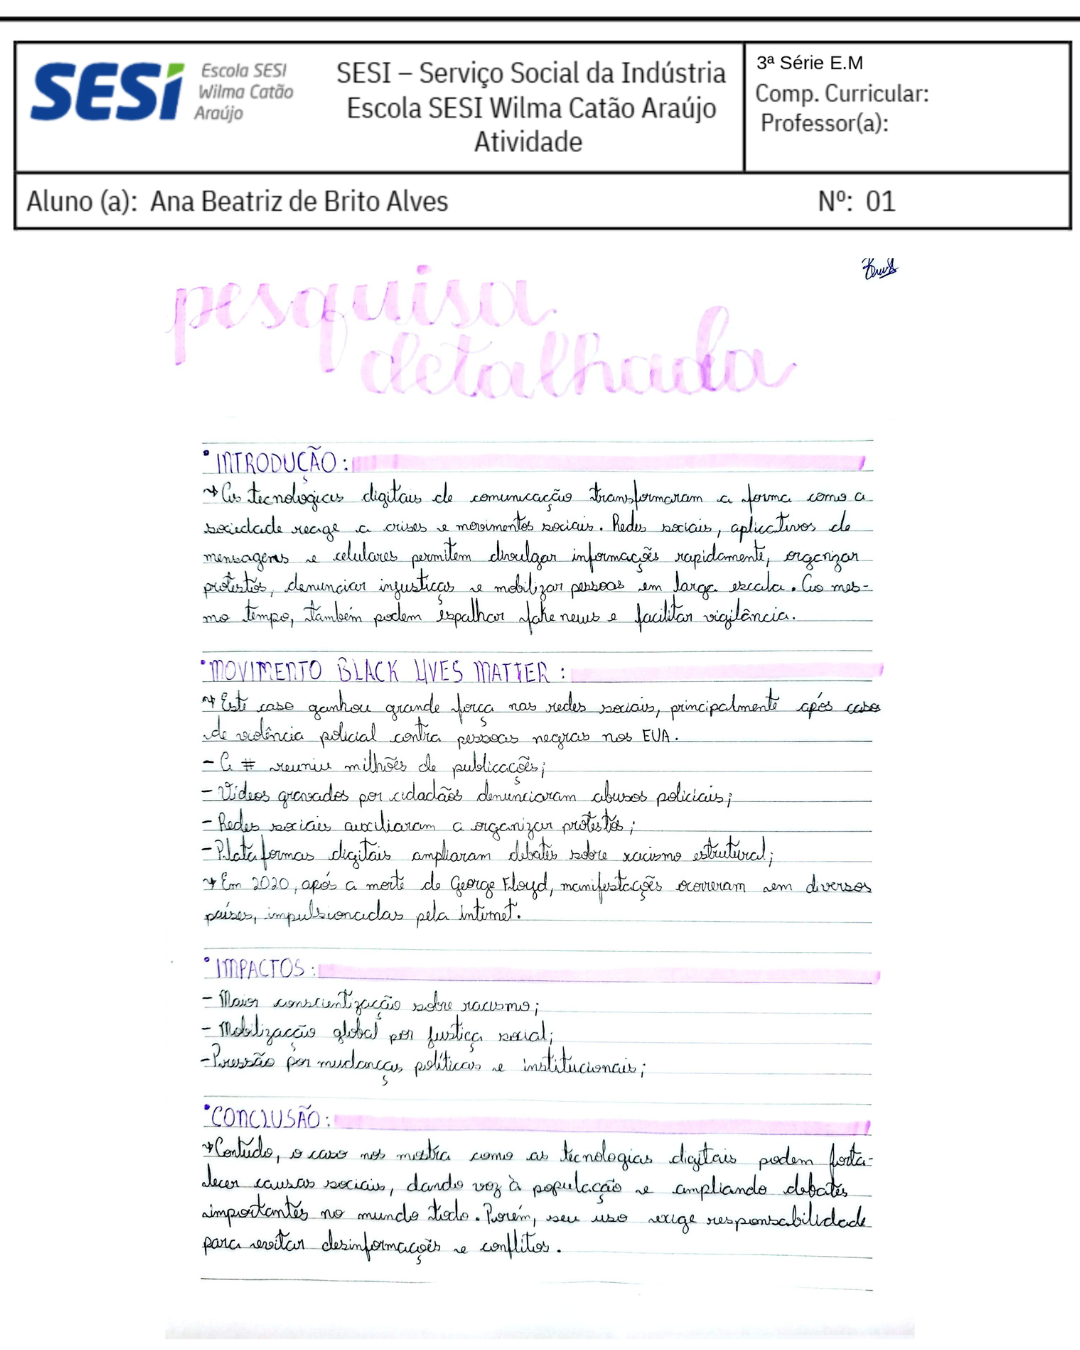 SESI
Escola SESI
Wilma Catão
Araújo
SESI – Serviço Social da Indústria
Escola SESI Wilma Catão Araújo
Atividade
3ª Série E.M
Comp. Curricular:
Professor(a):
Aluno (a): Ana Beatriz de Brito Alves
Nº: 01
pesquisa
detalhada
• INTRODUÇÃO:
→ As tecnologias digitais de comunicação transformaram a forma como a
sociedade reage a crises e movimentos sociais. Redes sociais, aplicativos de
mensagens e celulares permitem divulgar informações rapidamente, organizar
protestos, denunciar injustiças e mobilizar pessoas em larga escala. Ao mes-
mo tempo, também podem espalhar fake news e facilitar vigilância.
• MOVIMENTO BLACK LIVES MATTER:
→ Este caso ganhou grande força nas redes sociais, principalmente após casos
de violência policial contra pessoas negras nos EUA.
- A # reuniu milhões de publicações;
- Vídeos gravados por cidadãos denunciaram abusos policiais;
- Redes sociais auxiliaram a organizar protestos;
- Plataformas digitais ampliaram debates sobre racismo estrutural;
→ Em 2020, após a morte de George Floyd, manifestações ocorreram em diversos
países, impulsionadas pela internet.
• IMPACTOS:
- Maior conscientização sobre racismo;
- Mobilização global por justiça social;
- Pressão por mudanças políticas e institucionais;
• CONCLUSÃO:
→ Contudo, o caso nos mostra como as tecnologias digitais podem forta-
lecer causas sociais, dando voz à população e ampliando debates
importantes no mundo todo. Porém, seu uso exige responsabilidade
para evitar desinformações e conflitos.